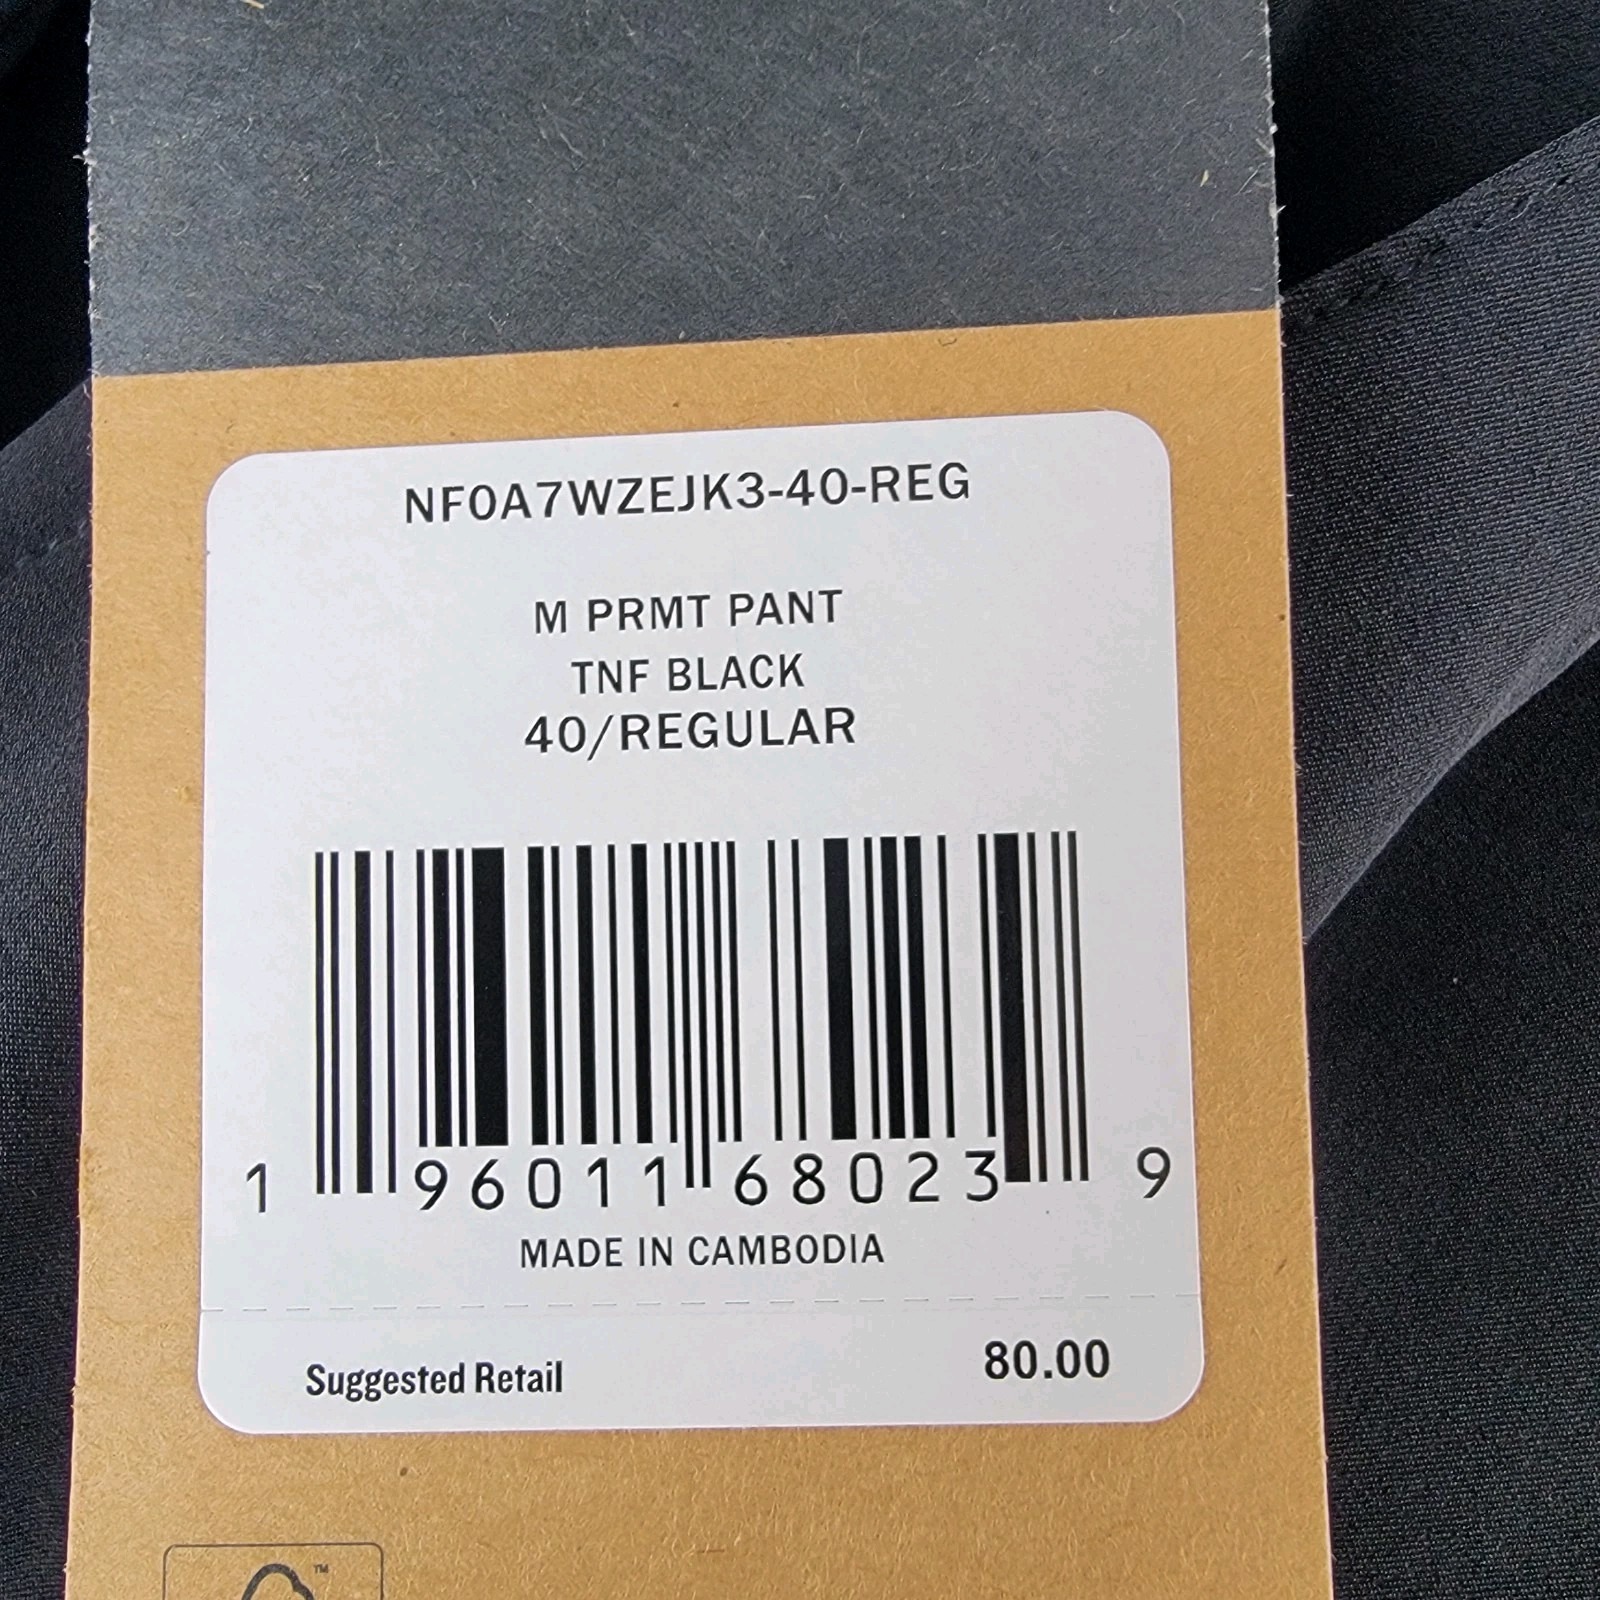 NF0A7WZEJK3-40-REG
M PRMT PANT
TNF BLACK
40/REGULAR
1 96011 68023 9
MADE IN CAMBODIA
Suggested Retail 80.00
TM